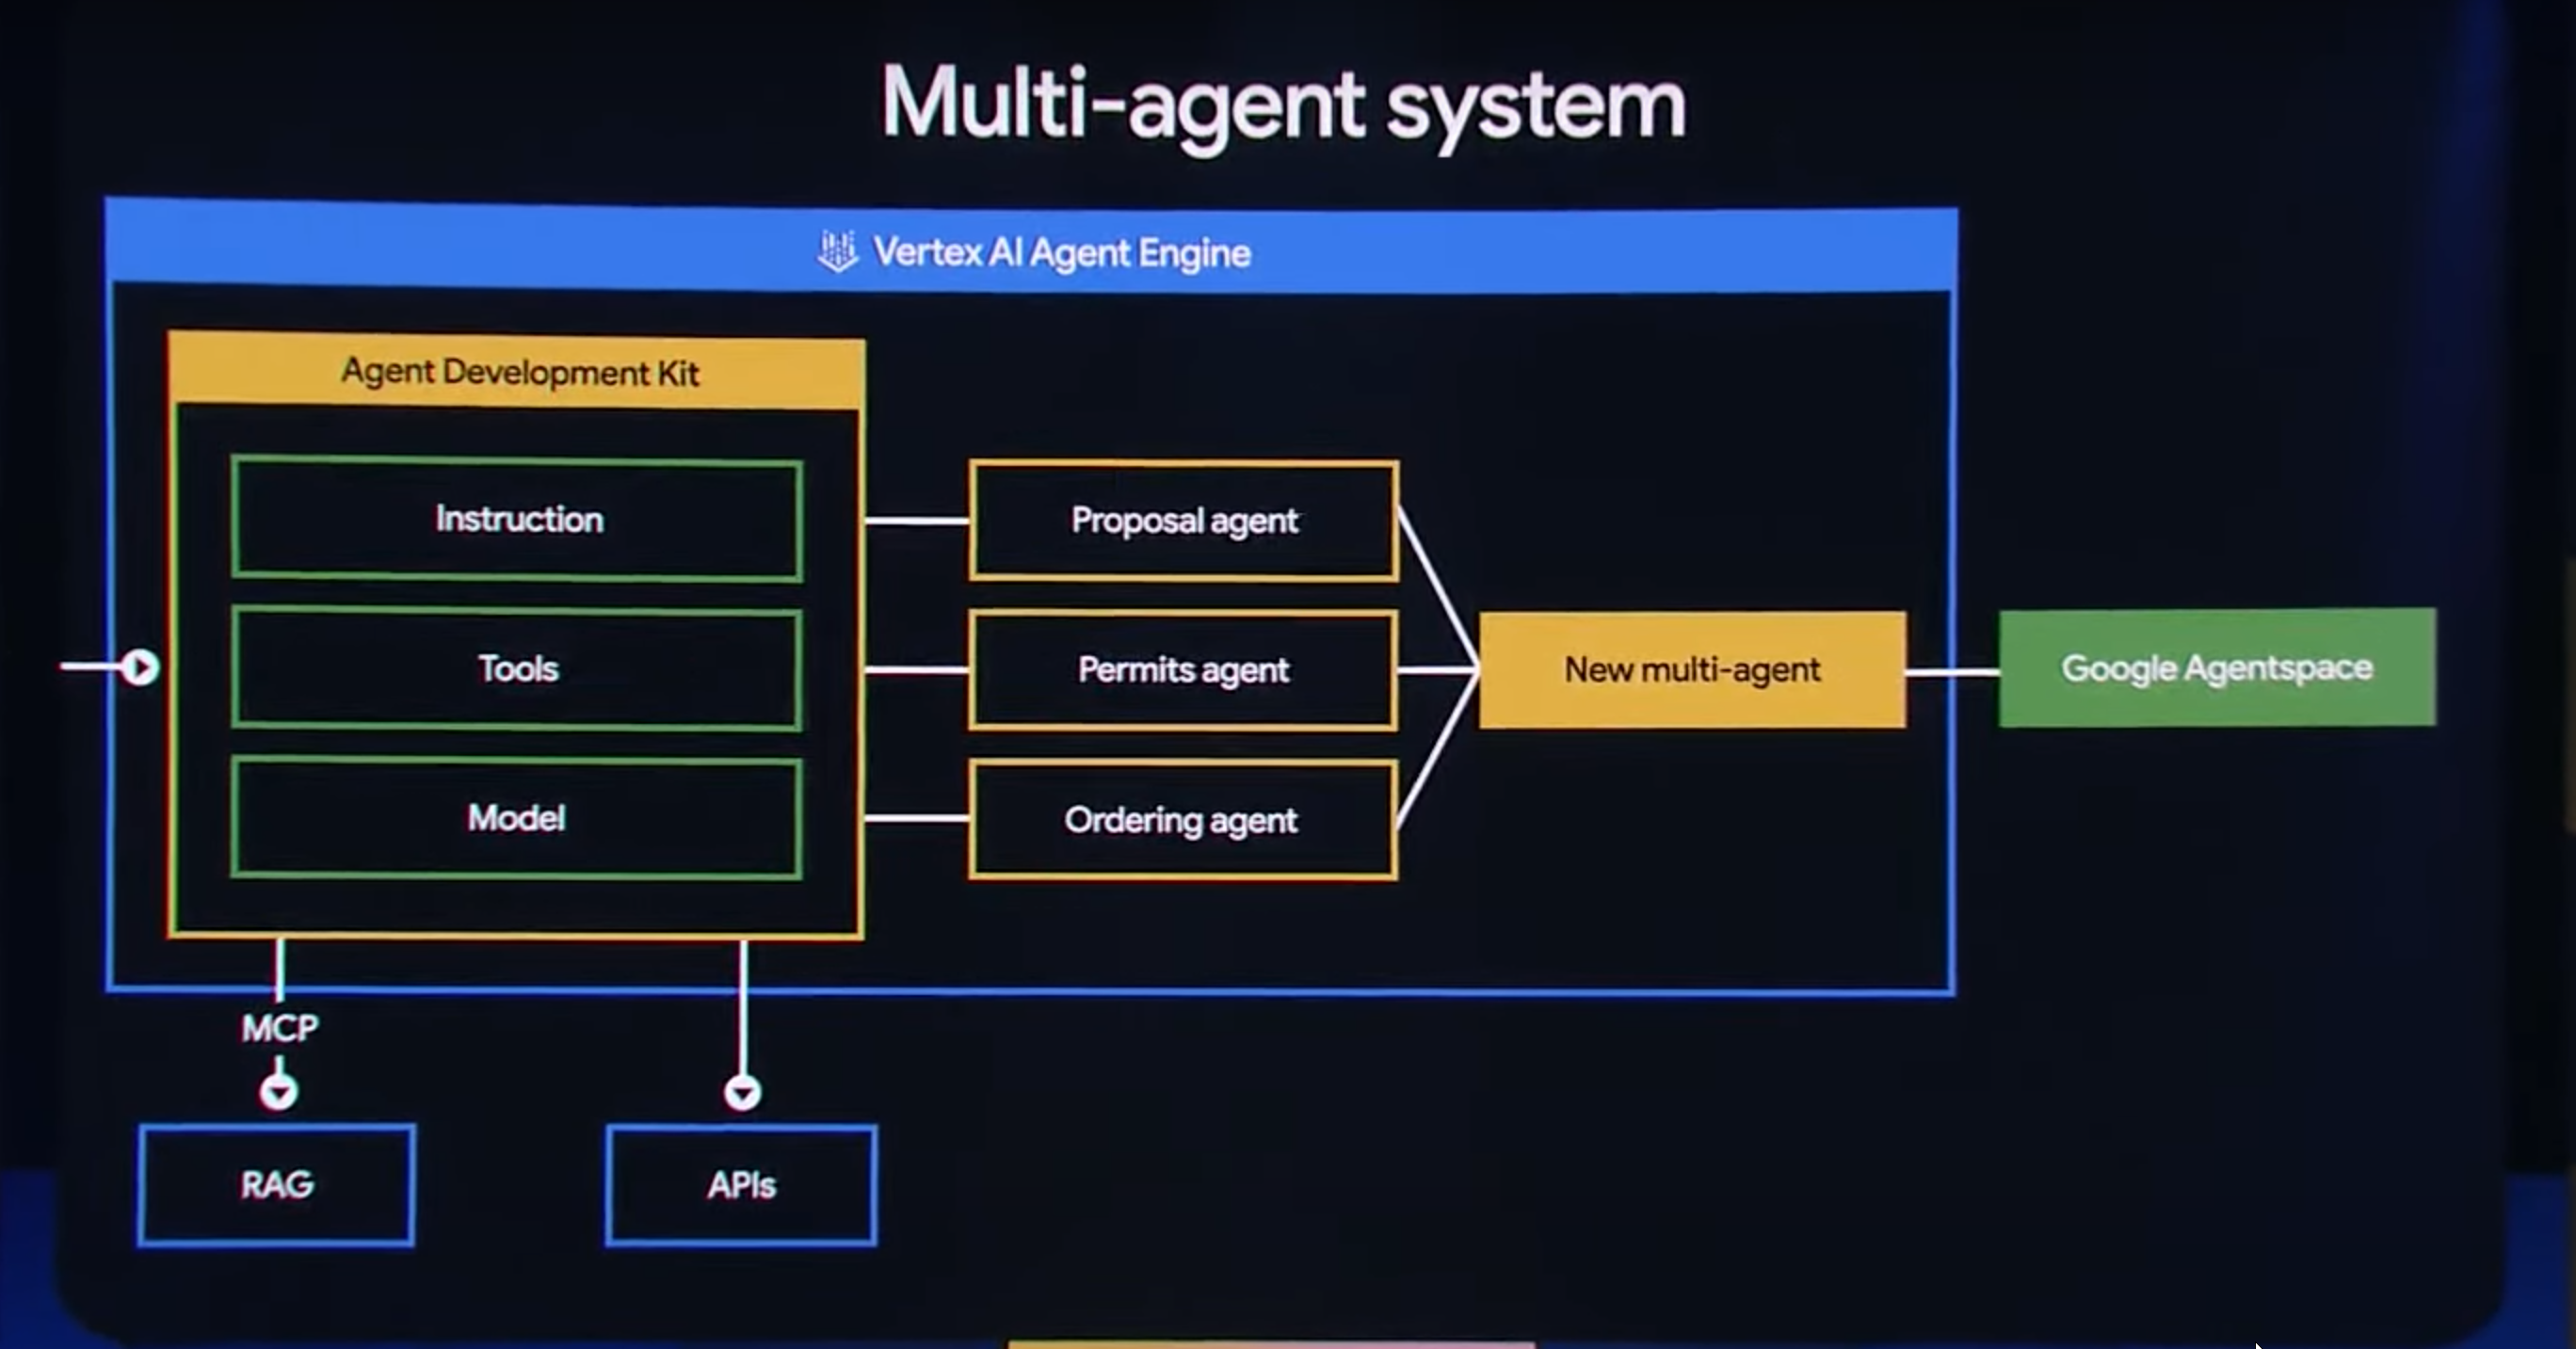 Multi-agent system
Vertex AI Agent Engine
Agent Development Kit
Instruction
Tools
Model
Proposal agent
Permits agent
Ordering agent
New multi-agent
Google Agentspace
MCP
RAG
APIs